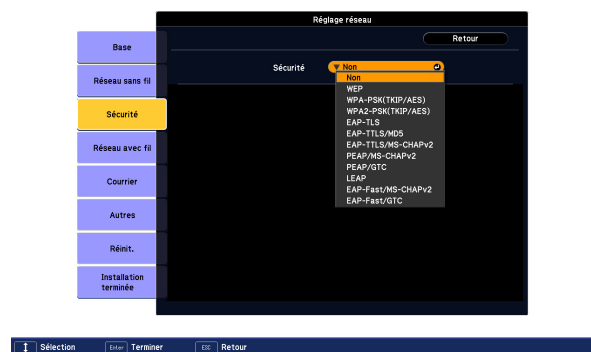 Réglage réseau
Retour
Base
Réseau sans fil
Sécurité
Réseau avec fil
Courrier
Autres
Réinit.
Installation
terminée
Sécurité
Non
Non
WEP
WPA-PSK(TKIP/AES)
WPA2-PSK(TKIP/AES)
EAP-TLS
EAP-TTLS/MD5
EAP-TTLS/MS-CHAPv2
PEAP/MS-CHAPv2
PEAP/GTC
LEAP
EAP-Fast/MS-CHAPv2
EAP-Fast/GTC
Sélection Enter Terminer ESC Retour